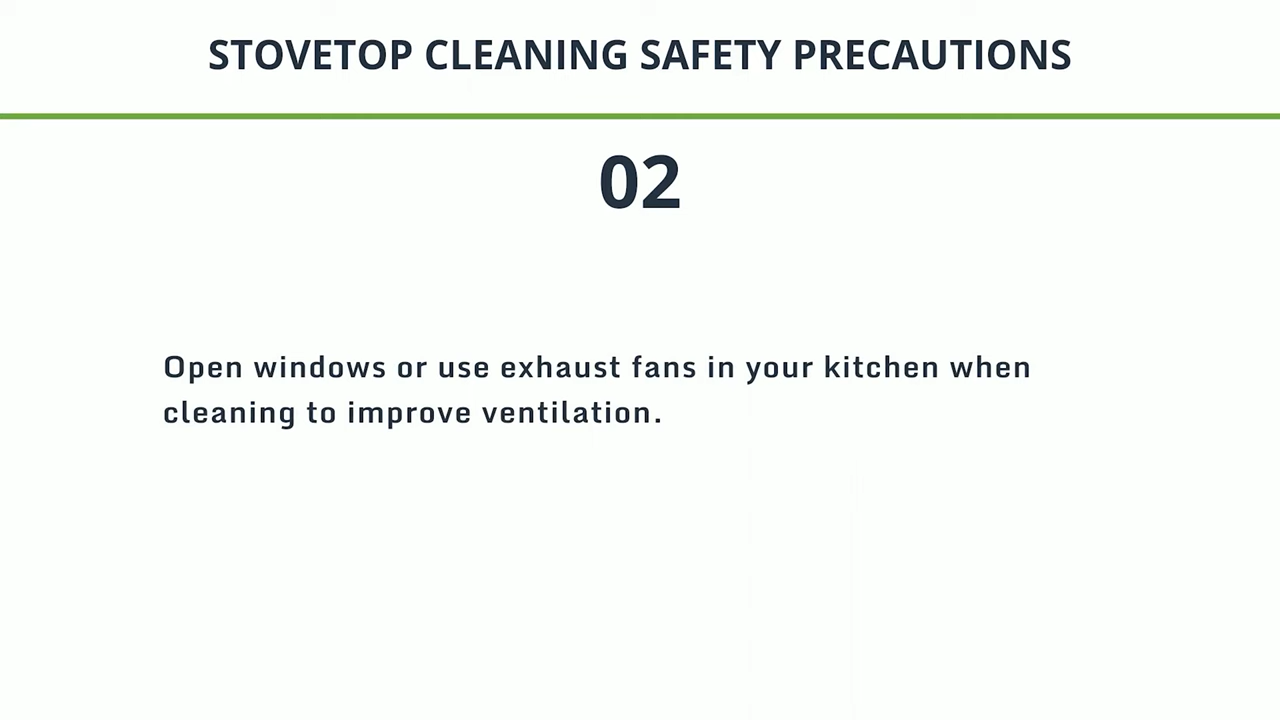 STOVETOP CLEANING SAFETY PRECAUTIONS
02
Open windows or use exhaust fans in your kitchen when
cleaning to improve ventilation.